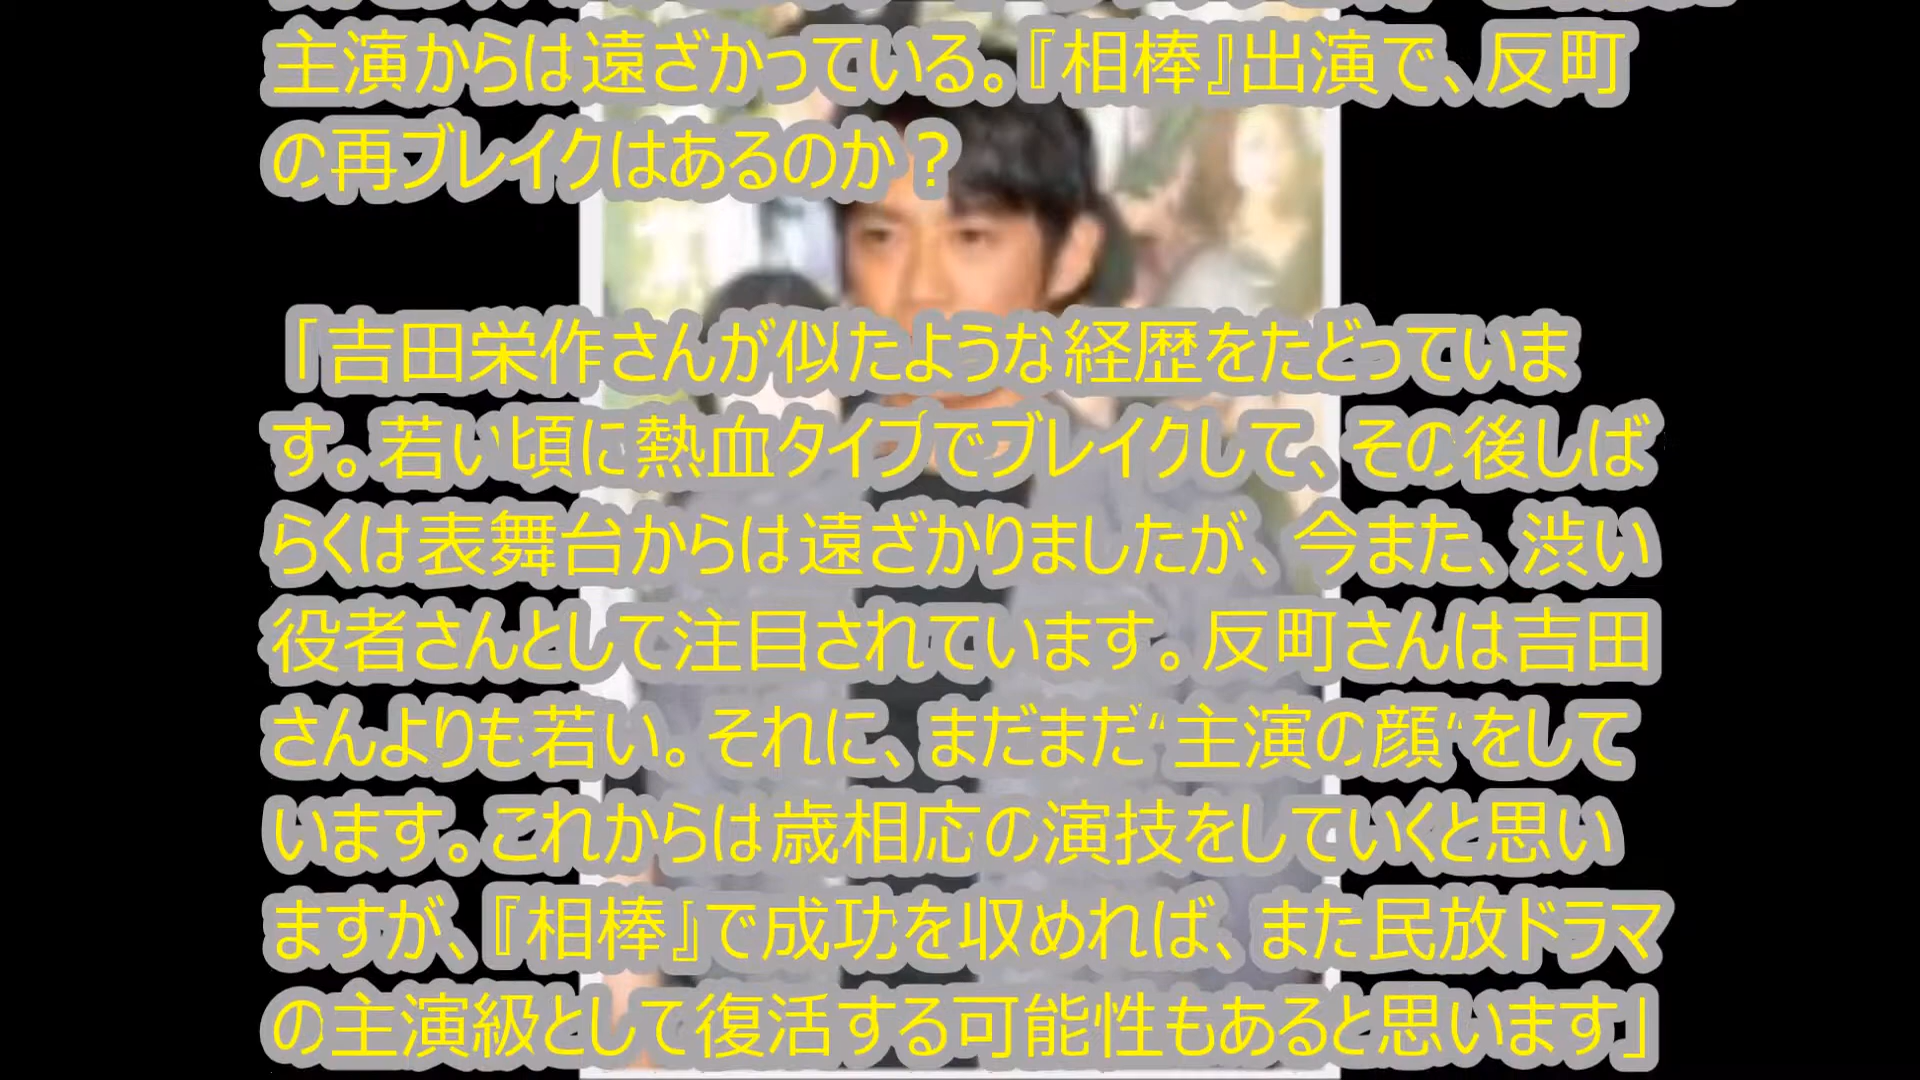 主演からは遠ざかっている。『相棒』出演で、反町
の再ブレイクはあるのか？
「吉田栄作さんが似たような経歴をたどっていま
す。若い頃に熱血タイプでブレイクして、その後しば
らくは表舞台からは遠ざかりましたが、今また、渋い
役者さんとして注目されています。反町さんは吉田
さんよりも若い。それに、まだまだ“主演の顔”をして
います。これからは歳相応の演技をしていくと思い
ますが、『相棒』で成功を収めれば、また民放ドラマ
の主演級として復活する可能性もあると思います」